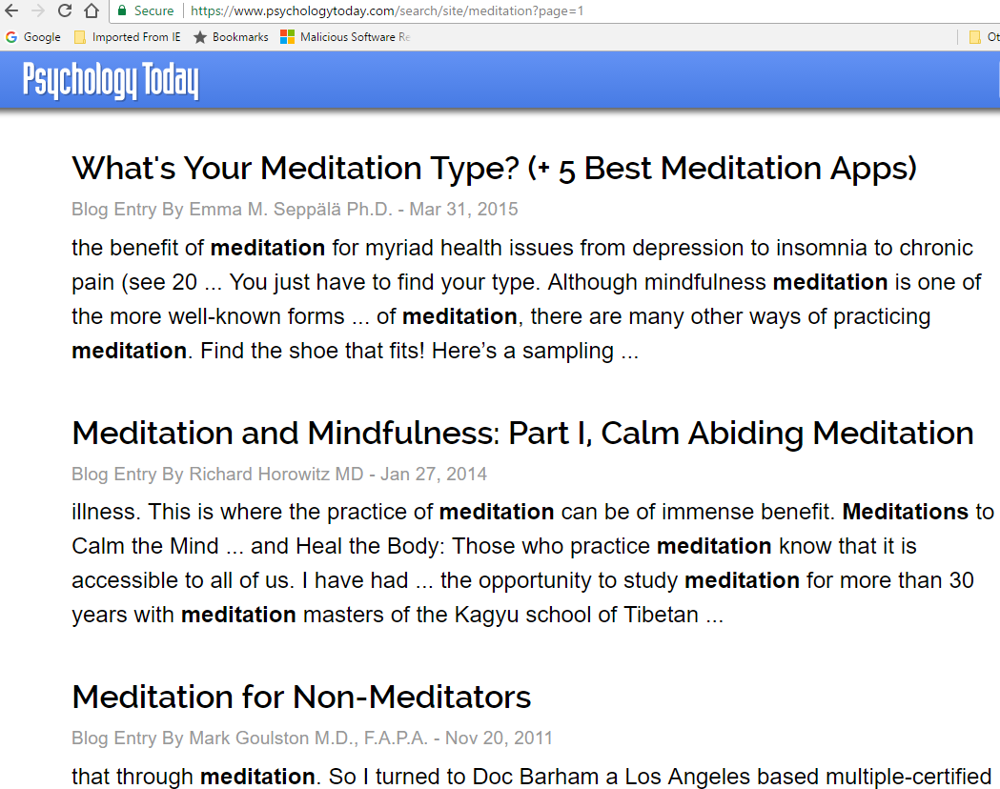 Secure https://www.psychologytoday.com/search/site/meditation?page=1
Google Imported From IE Bookmarks Malicious Software Re
Psychology Today
What's Your Meditation Type? (+ 5 Best Meditation Apps)
Blog Entry By Emma M. Seppälä Ph.D. - Mar 31, 2015
the benefit of meditation for myriad health issues from depression to insomnia to chronic
pain (see 20 ... You just have to find your type. Although mindfulness meditation is one of
the more well-known forms ... of meditation, there are many other ways of practicing
meditation. Find the shoe that fits! Here’s a sampling ...
Meditation and Mindfulness: Part I, Calm Abiding Meditation
Blog Entry By Richard Horowitz MD - Jan 27, 2014
illness. This is where the practice of meditation can be of immense benefit. Meditations to
Calm the Mind ... and Heal the Body: Those who practice meditation know that it is
accessible to all of us. I have had ... the opportunity to study meditation for more than 30
years with meditation masters of the Kagyu school of Tibetan ...
Meditation for Non-Meditators
Blog Entry By Mark Goulston M.D., F.A.P.A. - Nov 20, 2011
that through meditation. So I turned to Doc Barham a Los Angeles based multiple-certified